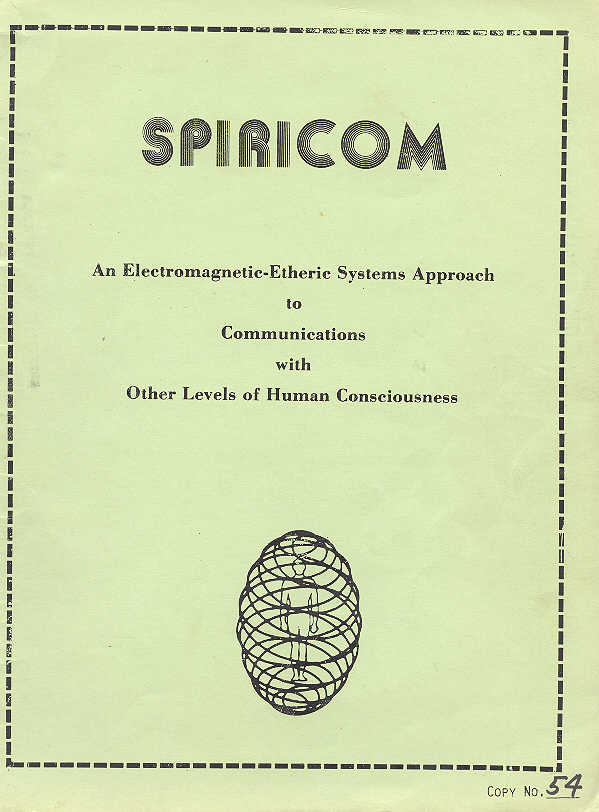 SPIRICOM
An Electromagnetic-Etheric Systems Approach
to
Communications
with
Other Levels of Human Consciousness
COPY NO. 54